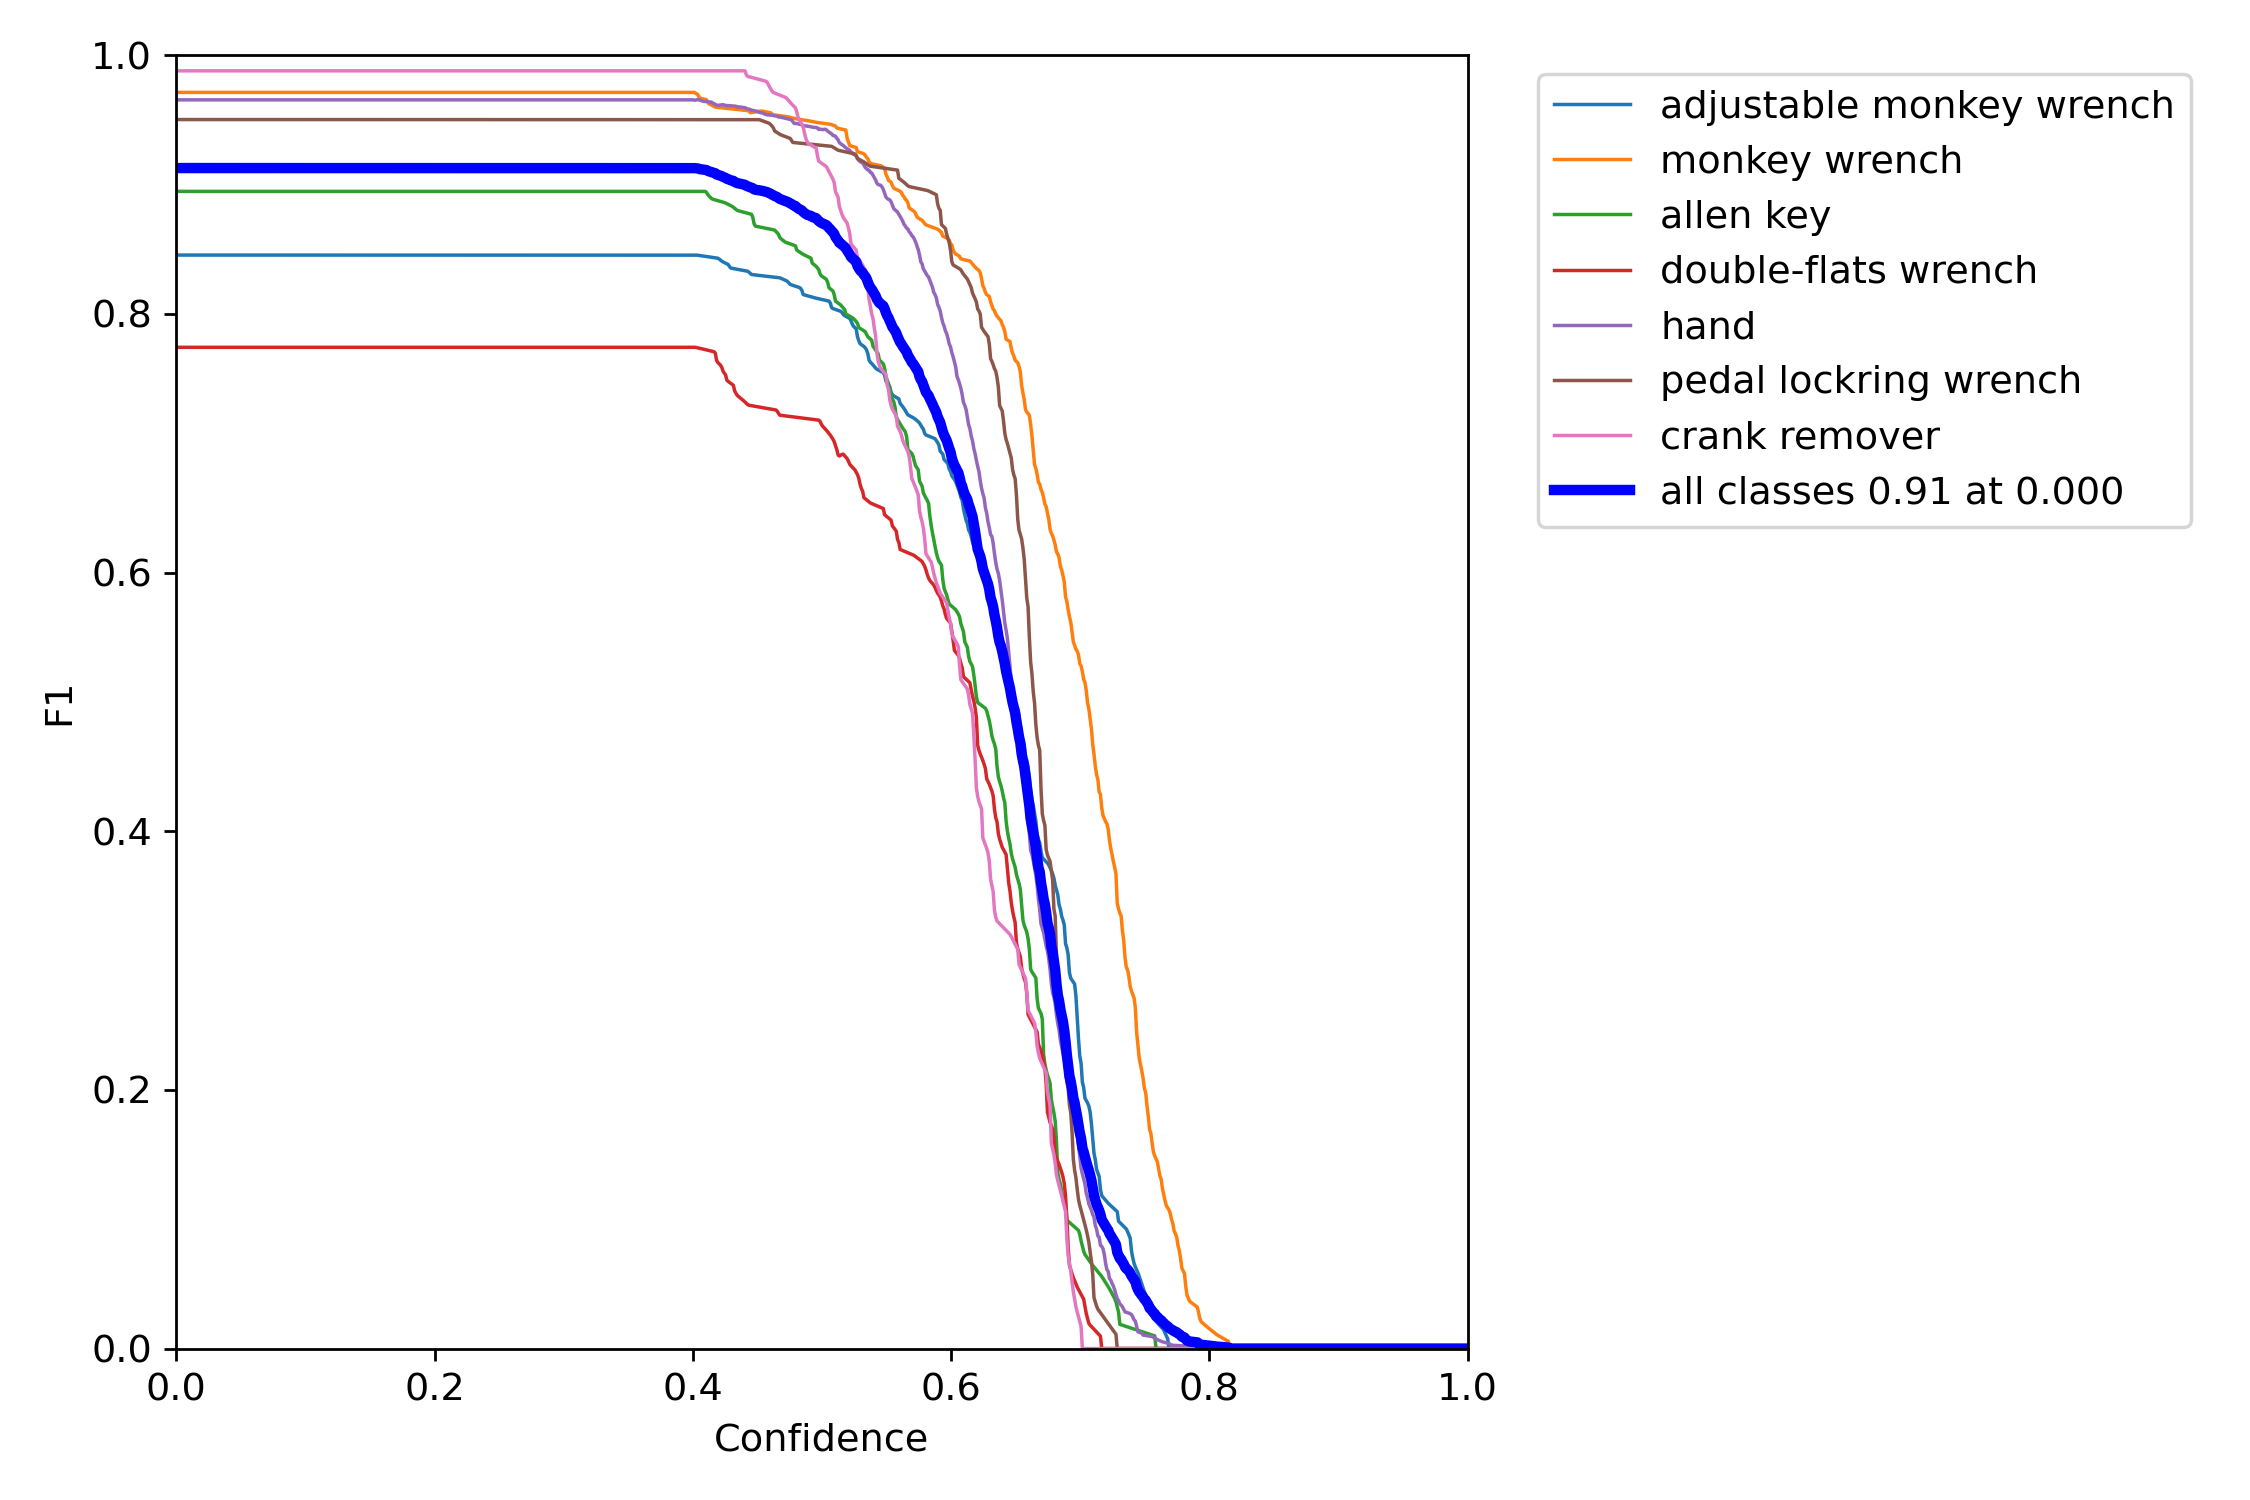 1.0
0.8
0.6
0.4
0.2
0.0
F1
0.0 0.2 0.4 0.6 0.8 1.0
Confidence
adjustable monkey wrench
monkey wrench
allen key
double-flats wrench
hand
pedal lockring wrench
crank remover
all classes 0.91 at 0.000